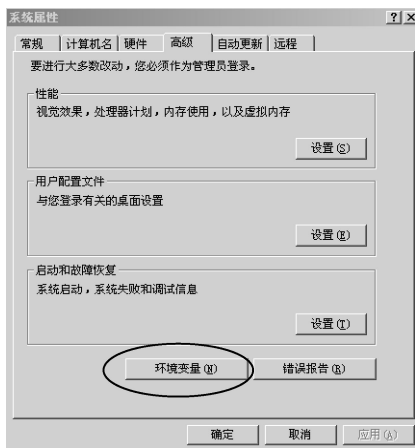 系统属性
常规 计算机名 硬件 高级 自动更新 远程
要进行大多数改动，您必须作为管理员登录。
性能
视觉效果，处理器计划，内存使用，以及虚拟内存
设置(S)
用户配置文件
与您登录有关的桌面设置
设置(E)
启动和故障恢复
系统启动，系统失败和调试信息
设置(T)
环境变量(N) 错误报告(R)
确定 取消 应用(A)